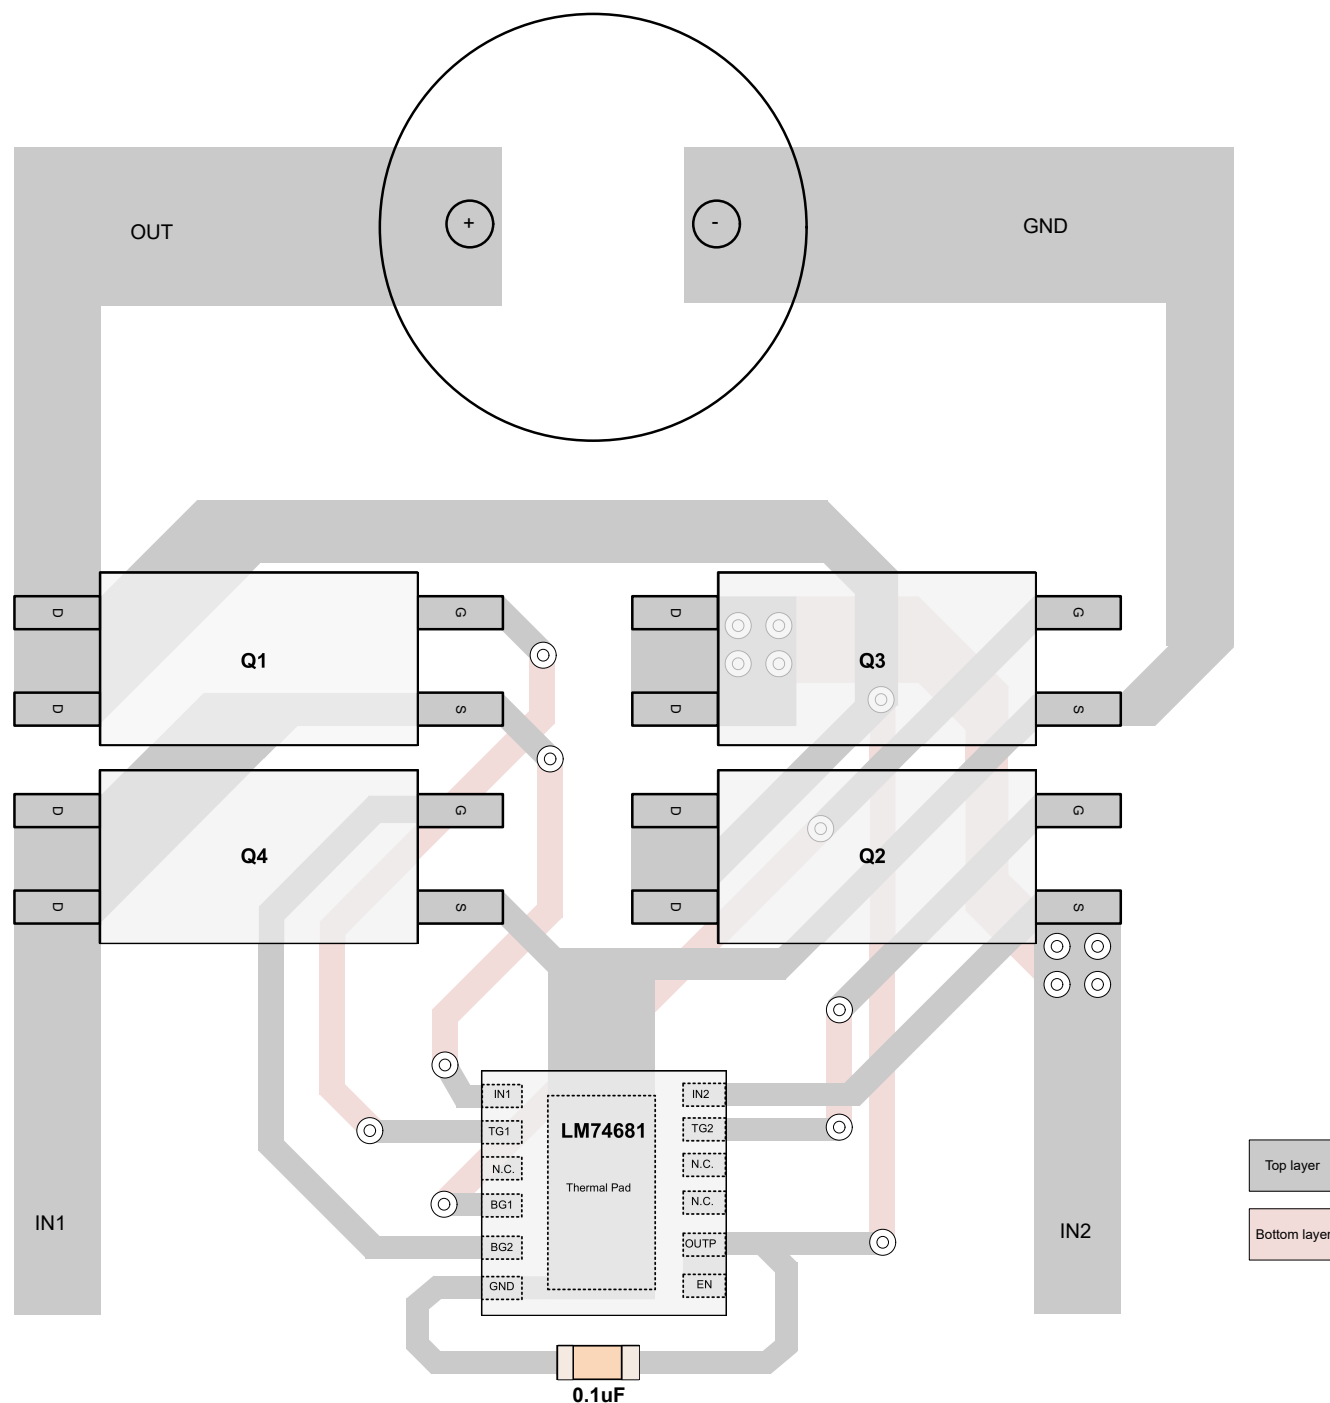 +
-
OUT
GND
D
G
D
G
Q1
Q3
D
S
D
S
D
G
D
G
Q4
Q2
D
S
D
S
IN1
IN2
LM74681
TG1
TG2
N.C.
N.C.
Thermal Pad
BG1
N.C.
BG2
OUTP
GND
EN
0.1uF
IN1
IN2
Top layer
Bottom layer